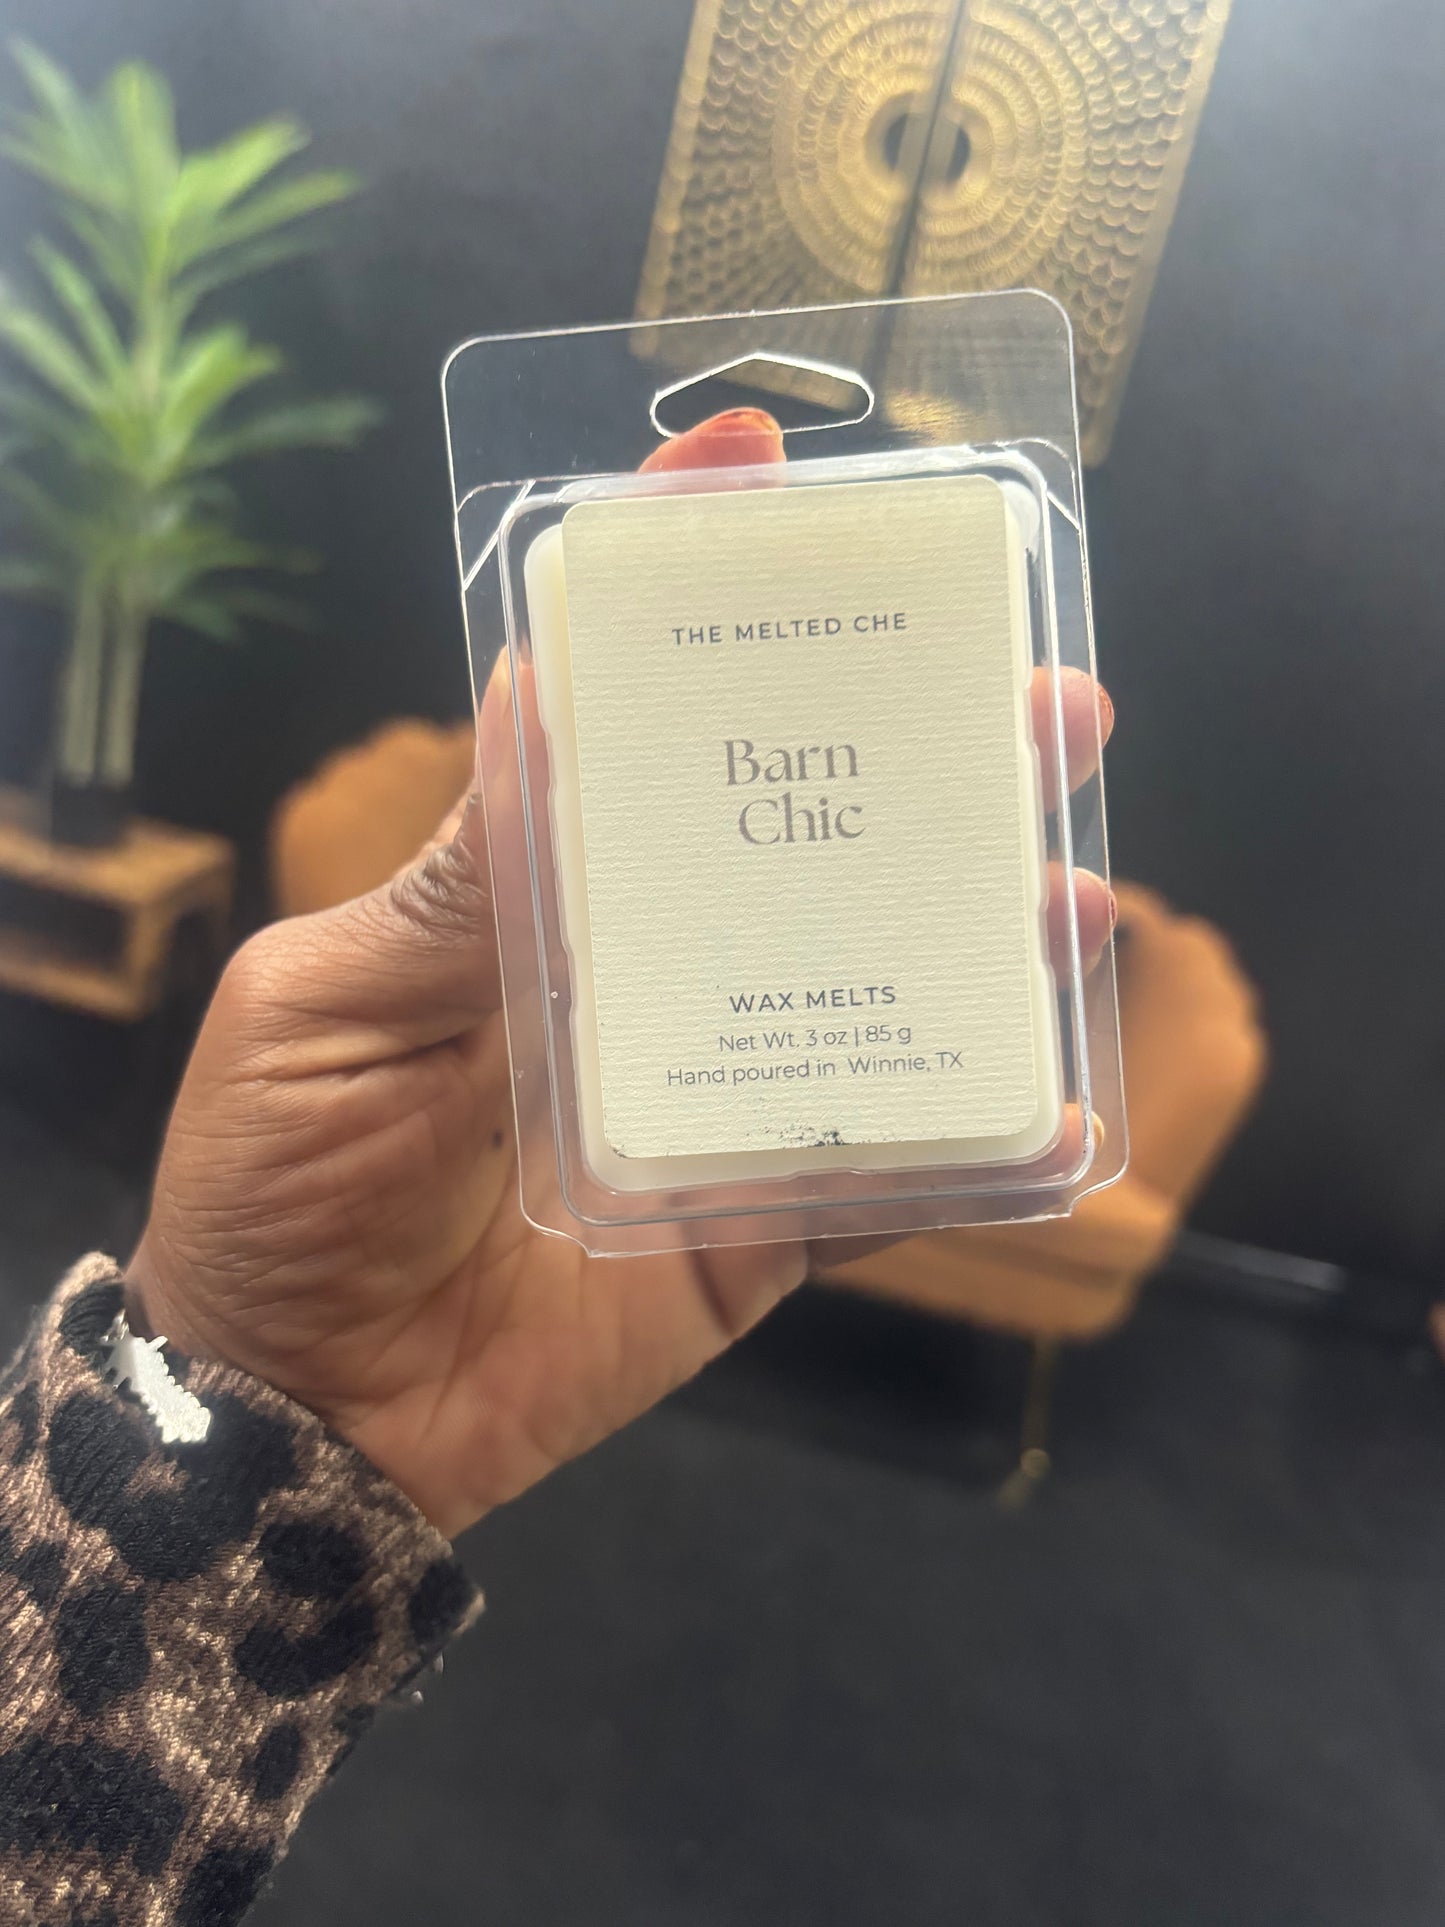 THE MELTED CHE
Barn
Chic
WAX MELTS
Net Wt. 3 oz | 85 g
Hand poured in Winnie, TX